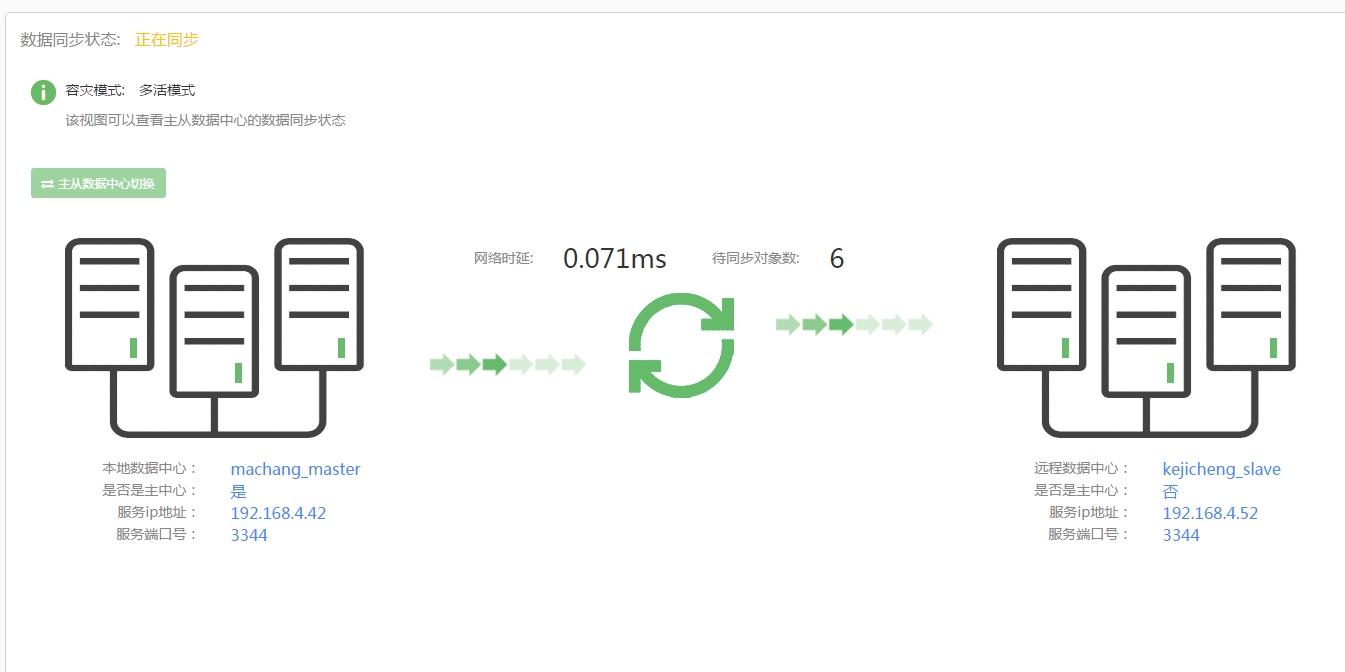 数据同步状态: 正在同步
容灾模式: 多活模式
该视图可以查看主从数据中心的数据同步状态
主从数据中心切换
网络时延: 0.071ms 待同步对象数: 6
本地数据中心： machang_master
是否是主中心： 是
服务ip地址： 192.168.4.42
服务端口号： 3344
远程数据中心： kejicheng_slave
是否是主中心： 否
服务ip地址： 192.168.4.52
服务端口号： 3344